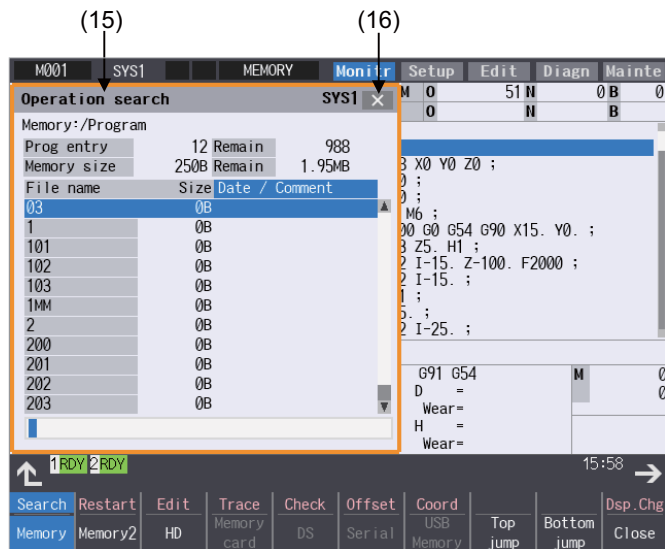 (15) (16)
M001 SYS1 MEMORY Monitr Setup Edit Diagn Mainte
Operation search SYS1 ×
M O 51 N 0 B 0
O N B
Memory:/Program
Prog entry 12 Remain 988
Memory size 250B Remain 1.95MB
File name Size Date / Comment
03 0B
1 0B
101 0B
102 0B
103 0B
1MM 0B
2 0B
200 0B
201 0B
202 0B
203 0B
X0 Y0 Z0 ;
;
;
M6 ;
G0 G54 G90 X15. Y0. ;
Z5. H1 ;
I-15. Z-100. F2000 ;
I-15. ;
;
. ;
I-25. ;
G91 G54 M 0
D = 0
Wear=
H =
Wear=
1 RDY 2 RDY 15:58
Search Restart Edit Trace Check Offset Coord Dsp.Chg
Memory Memory2 HD Memory card DS Serial USB Memory Top jump Bottom jump Close